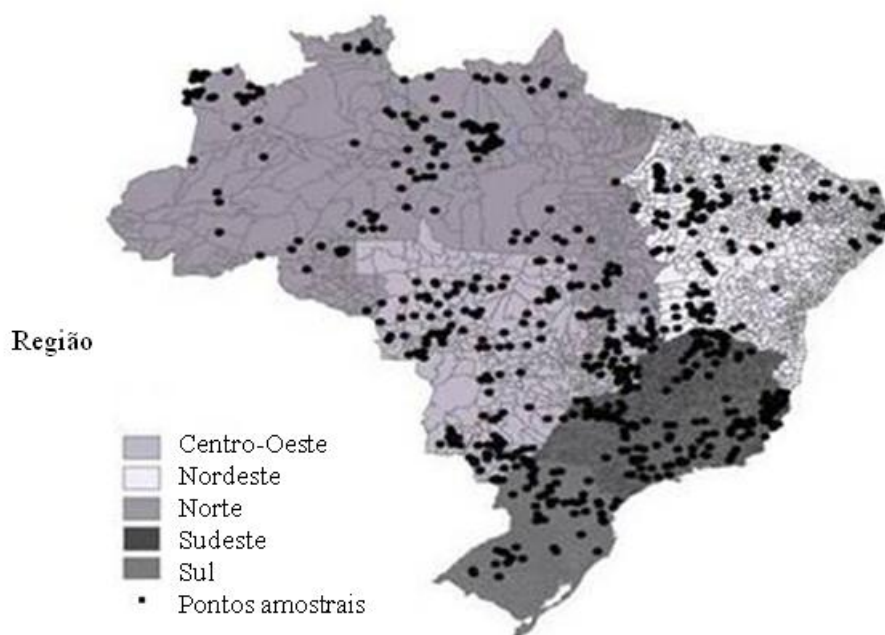 Região
Centro-Oeste
Nordeste
Norte
Sudeste
Sul
Pontos amostrais